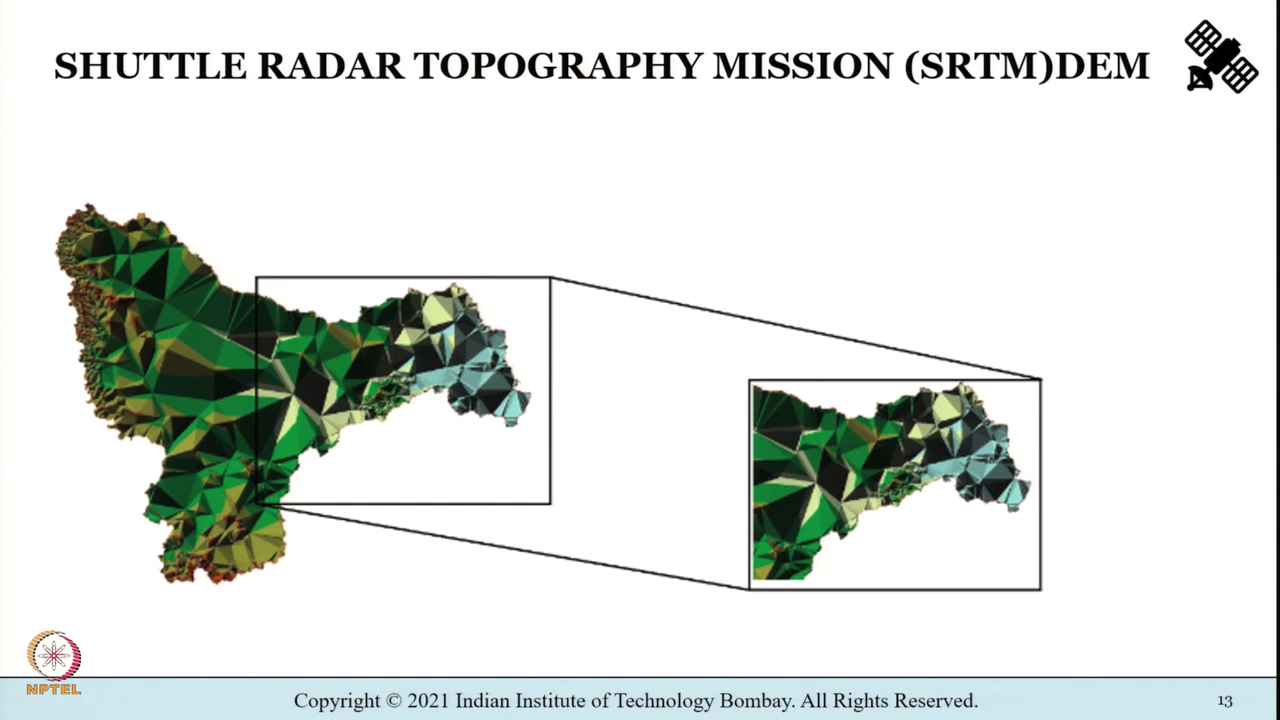 SHUTTLE RADAR TOPOGRAPHY MISSION (SRTM)DEM
NPTEL
Copyright © 2021 Indian Institute of Technology Bombay. All Rights Reserved.
13